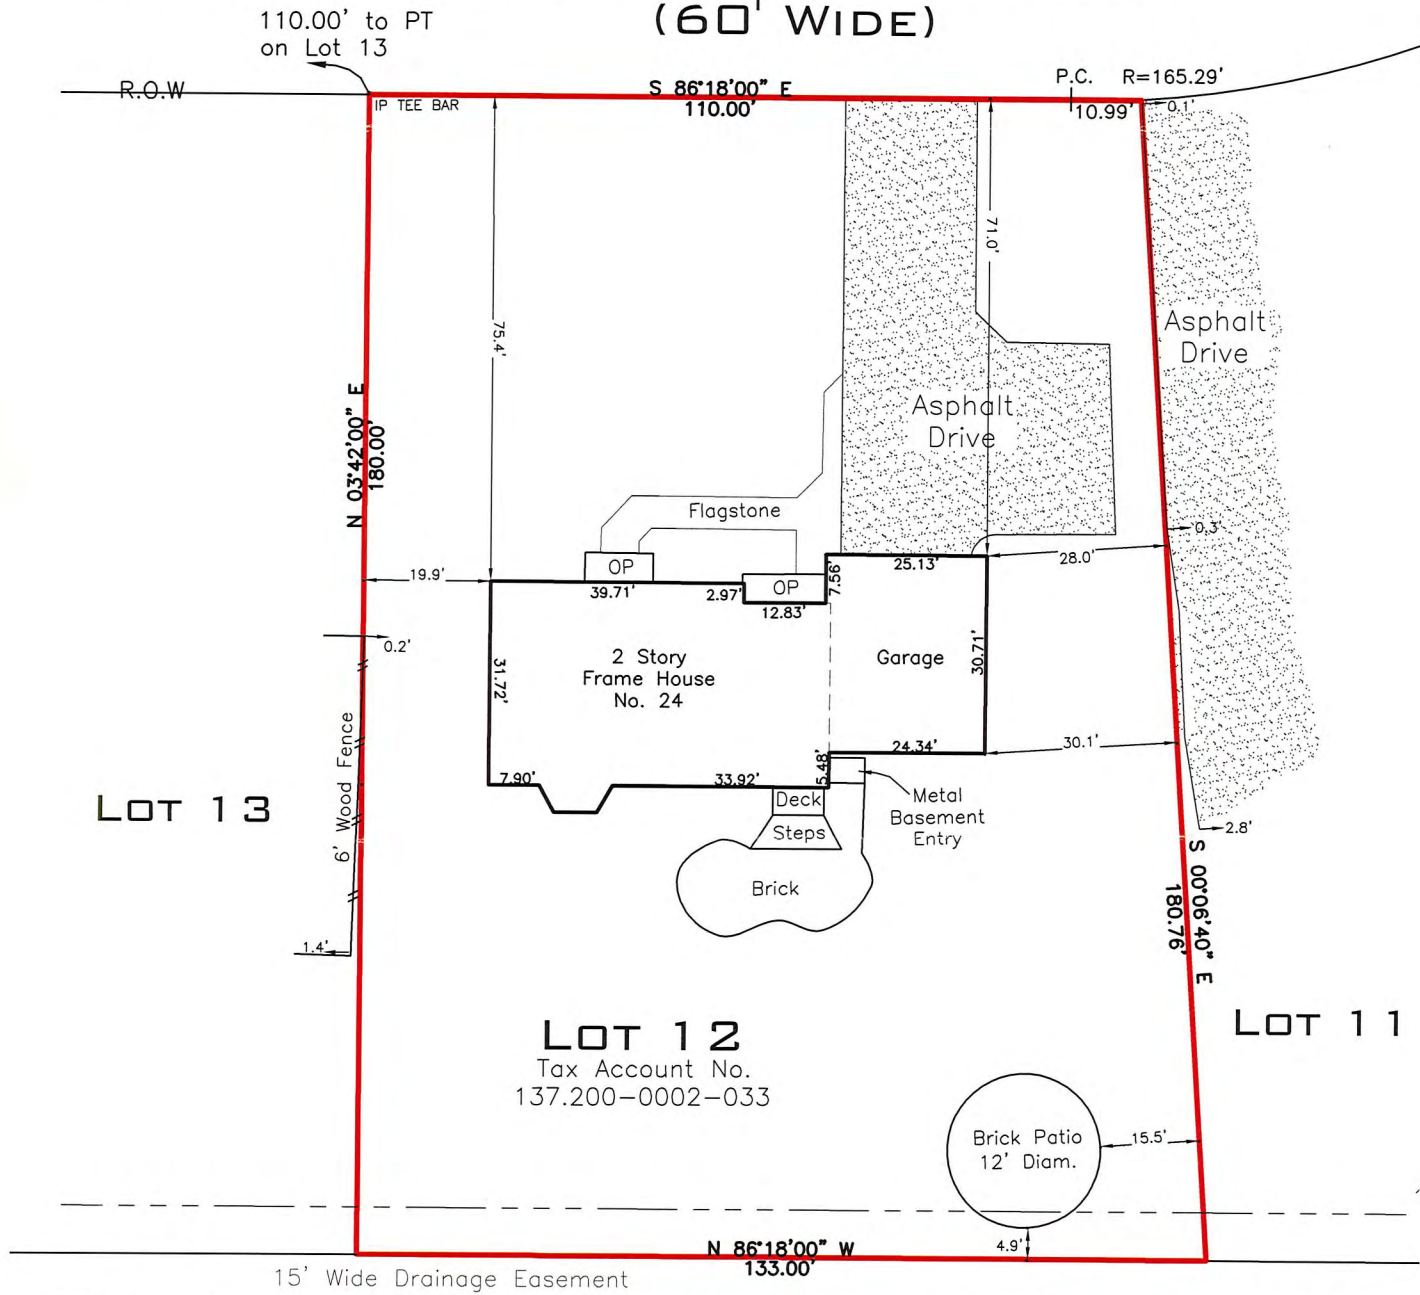 (60' WIDE)
110.00' to PT
on Lot 13
R.O.W
IP TEE BAR
S 86°18'00" E
110.00'
P.C. R=165.29'
10.99'
0.1'
75.4'
71.0'
Asphalt
Drive
Asphalt
Drive
N 03°42'00" E
180.00'
Flagstone
OP
OP
19.9'
39.71'
2.97'
12.83'
7.56'
25.13'
28.0'
0.3'
0.2'
31.72'
2 Story
Frame House
No. 24
Garage
30.71'
6' Wood Fence
7.90'
33.92'
5.48'
24.34'
30.1'
Deck
Steps
Metal
Basement
Entry
2.8'
LOT 13
Brick
1.4'
S 00°06'40" E
180.76'
LOT 12
Tax Account No.
137.200-0002-033
LOT 11
Brick Patio
12' Diam.
15.5'
4.9'
N 86°18'00" W
133.00'
15' Wide Drainage Easement